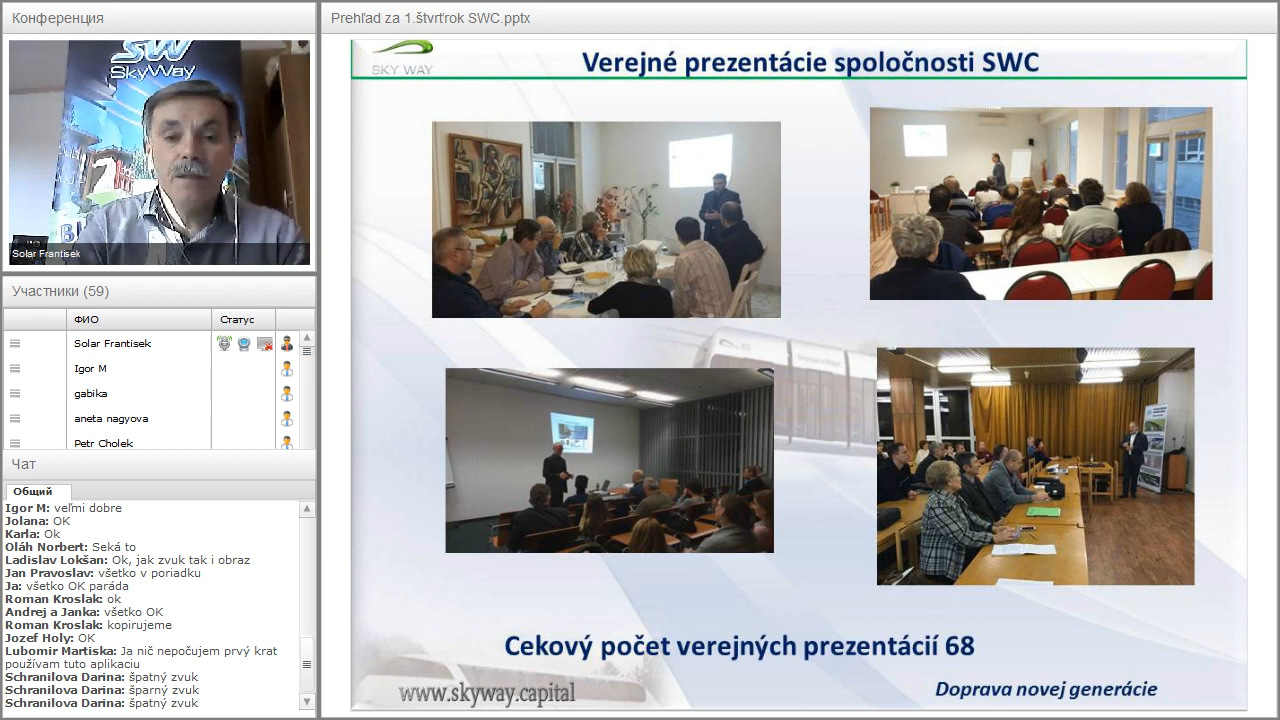 Конференция
SW
SkyWay
Solar Frantisek
Участники (59)
ФИО
Статус
Solar Frantisek
Igor M
gabika
aneta nagyova
Petr Cholek
Чат
Общий
Igor M: veľmi dobre
Jolana: OK
Karla: Ok
Oláh Norbert: Seká to
Ladislav Lokšan: Ok, jak zvuk tak i obraz
Jan Pravoslav: všetko v poriadku
Ja: všetko OK paráda
Roman Kroslak: ok
Andrej a Janka: všetko OK
Roman Kroslak: kopirujeme
Jozef Holy: OK
Lubomir Martiska: Ja nič nepočujem prvý krat
používam tuto aplikaciu
Schranilova Darina: špatný zvuk
Schranilova Darina: šparný zvuk
Schranilova Darina: špatný zvuk
Prehľad za 1.štvrťrok SWC.pptx
SKY WAY
Verejné prezentácie spoločnosti SWC
Cekový počet verejných prezentácií 68
www.skyway.capital
Doprava novej generácie